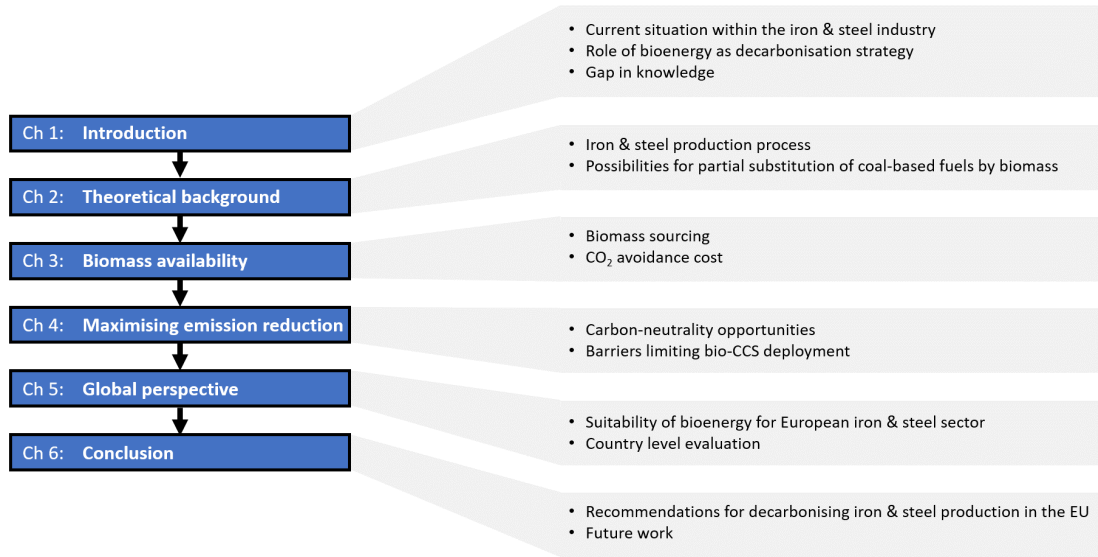 Ch 1: Introduction
• Current situation within the iron & steel industry
• Role of bioenergy as decarbonisation strategy
• Gap in knowledge
Ch 2: Theoretical background
• Iron & steel production process
• Possibilities for partial substitution of coal-based fuels by biomass
Ch 3: Biomass availability
• Biomass sourcing
• CO₂ avoidance cost
Ch 4: Maximising emission reduction
• Carbon-neutrality opportunities
• Barriers limiting bio-CCS deployment
Ch 5: Global perspective
• Suitability of bioenergy for European iron & steel sector
• Country level evaluation
Ch 6: Conclusion
• Recommendations for decarbonising iron & steel production in the EU
• Future work